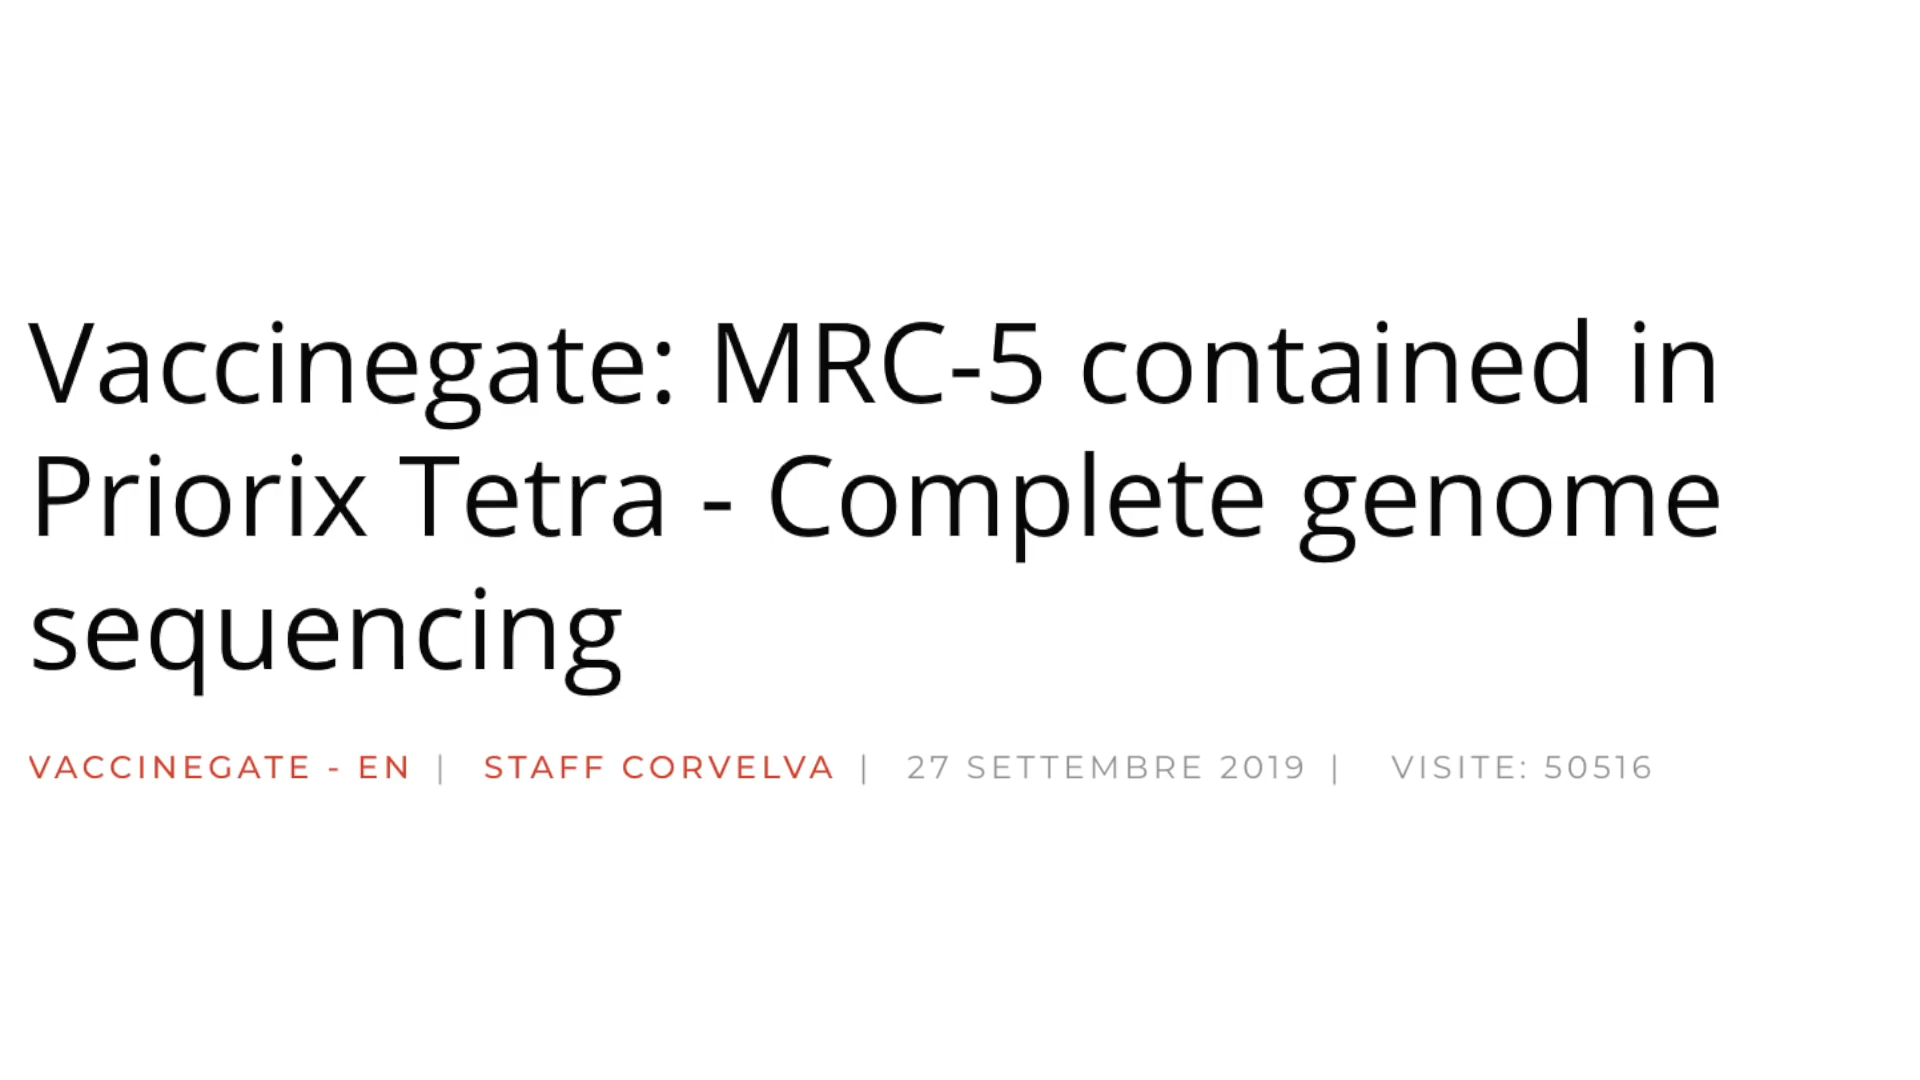 Vaccinegate: MRC-5 contained in
Priorix Tetra - Complete genome
sequencing
VACCINEGATE - EN | STAFF CORVELVA | 27 SETTEMBRE 2019 | VISITE: 50516